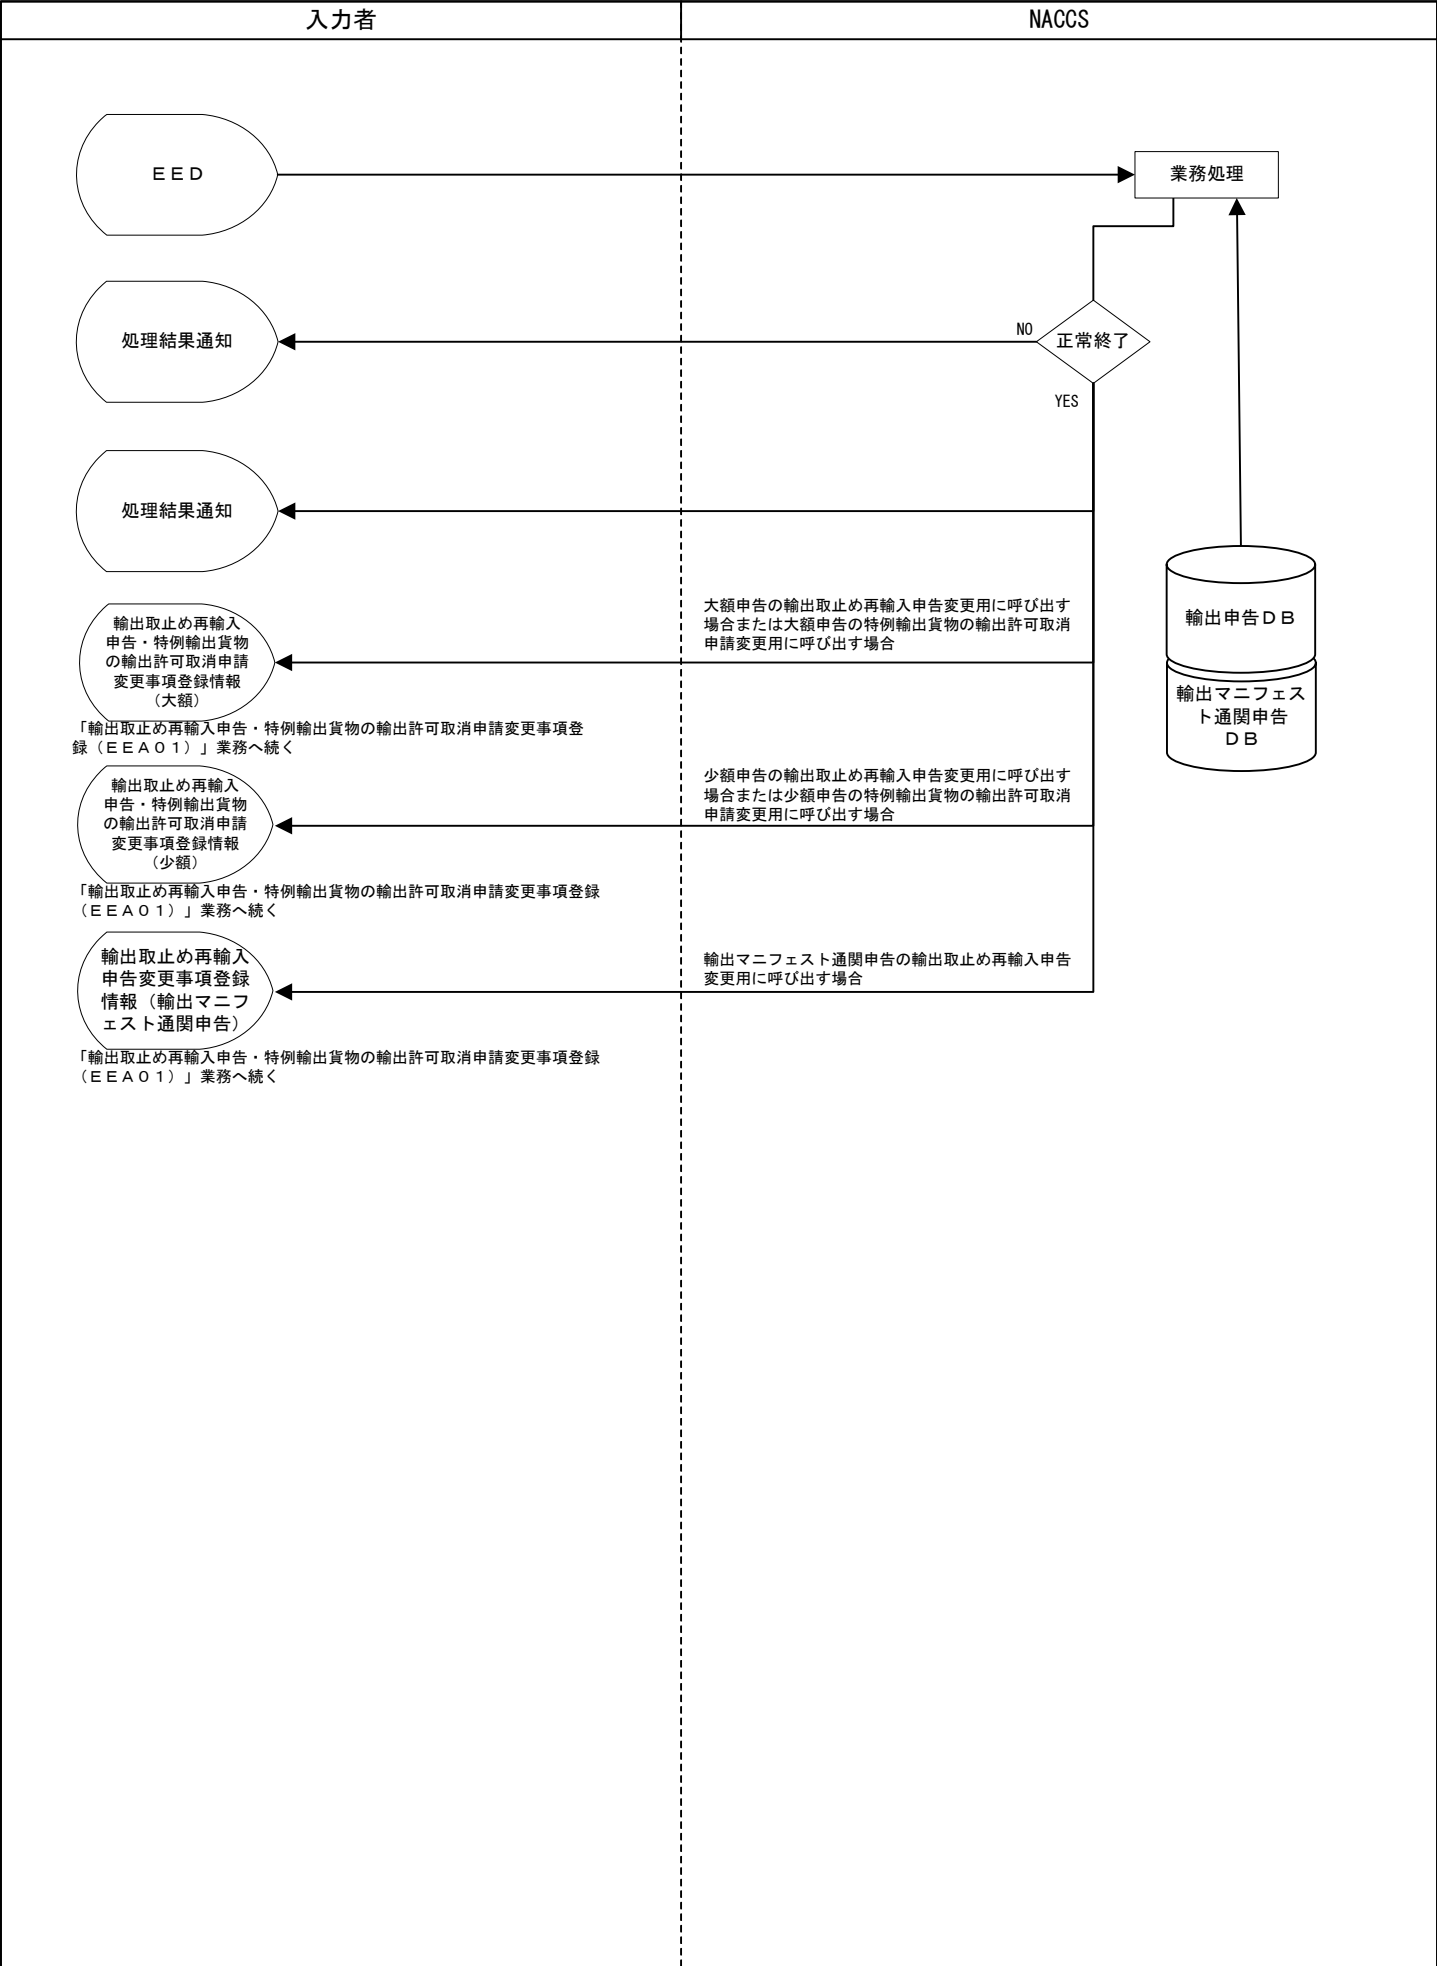 入力者
NACCS
ＥＥＤ
業務処理
処理結果通知
NO
正常終了
YES
処理結果通知
輸出取止め再輸入
申告・特例輸出貨物
の輸出許可取消申請
変更事項登録情報
（大額）
大額申告の輸出取止め再輸入申告変更用に呼び出す
場合または大額申告の特例輸出貨物の輸出許可取消
申請変更用に呼び出す場合
輸出申告ＤＢ
輸出マニフェス
ト通関申告
ＤＢ
「輸出取止め再輸入申告・特例輸出貨物の輸出許可取消申請変更事項登
録（ＥＥＡ０１）」業務へ続く
輸出取止め再輸入
申告・特例輸出貨物
の輸出許可取消申請
変更事項登録情報
（少額）
少額申告の輸出取止め再輸入申告変更用に呼び出す
場合または少額申告の特例輸出貨物の輸出許可取消
申請変更用に呼び出す場合
「輸出取止め再輸入申告・特例輸出貨物の輸出許可取消申請変更事項登録
（ＥＥＡ０１）」業務へ続く
輸出取止め再輸入
申告変更事項登録
情報（輸出マニフ
ェスト通関申告）
輸出マニフェスト通関申告の輸出取止め再輸入申告
変更用に呼び出す場合
「輸出取止め再輸入申告・特例輸出貨物の輸出許可取消申請変更事項登録
（ＥＥＡ０１）」業務へ続く